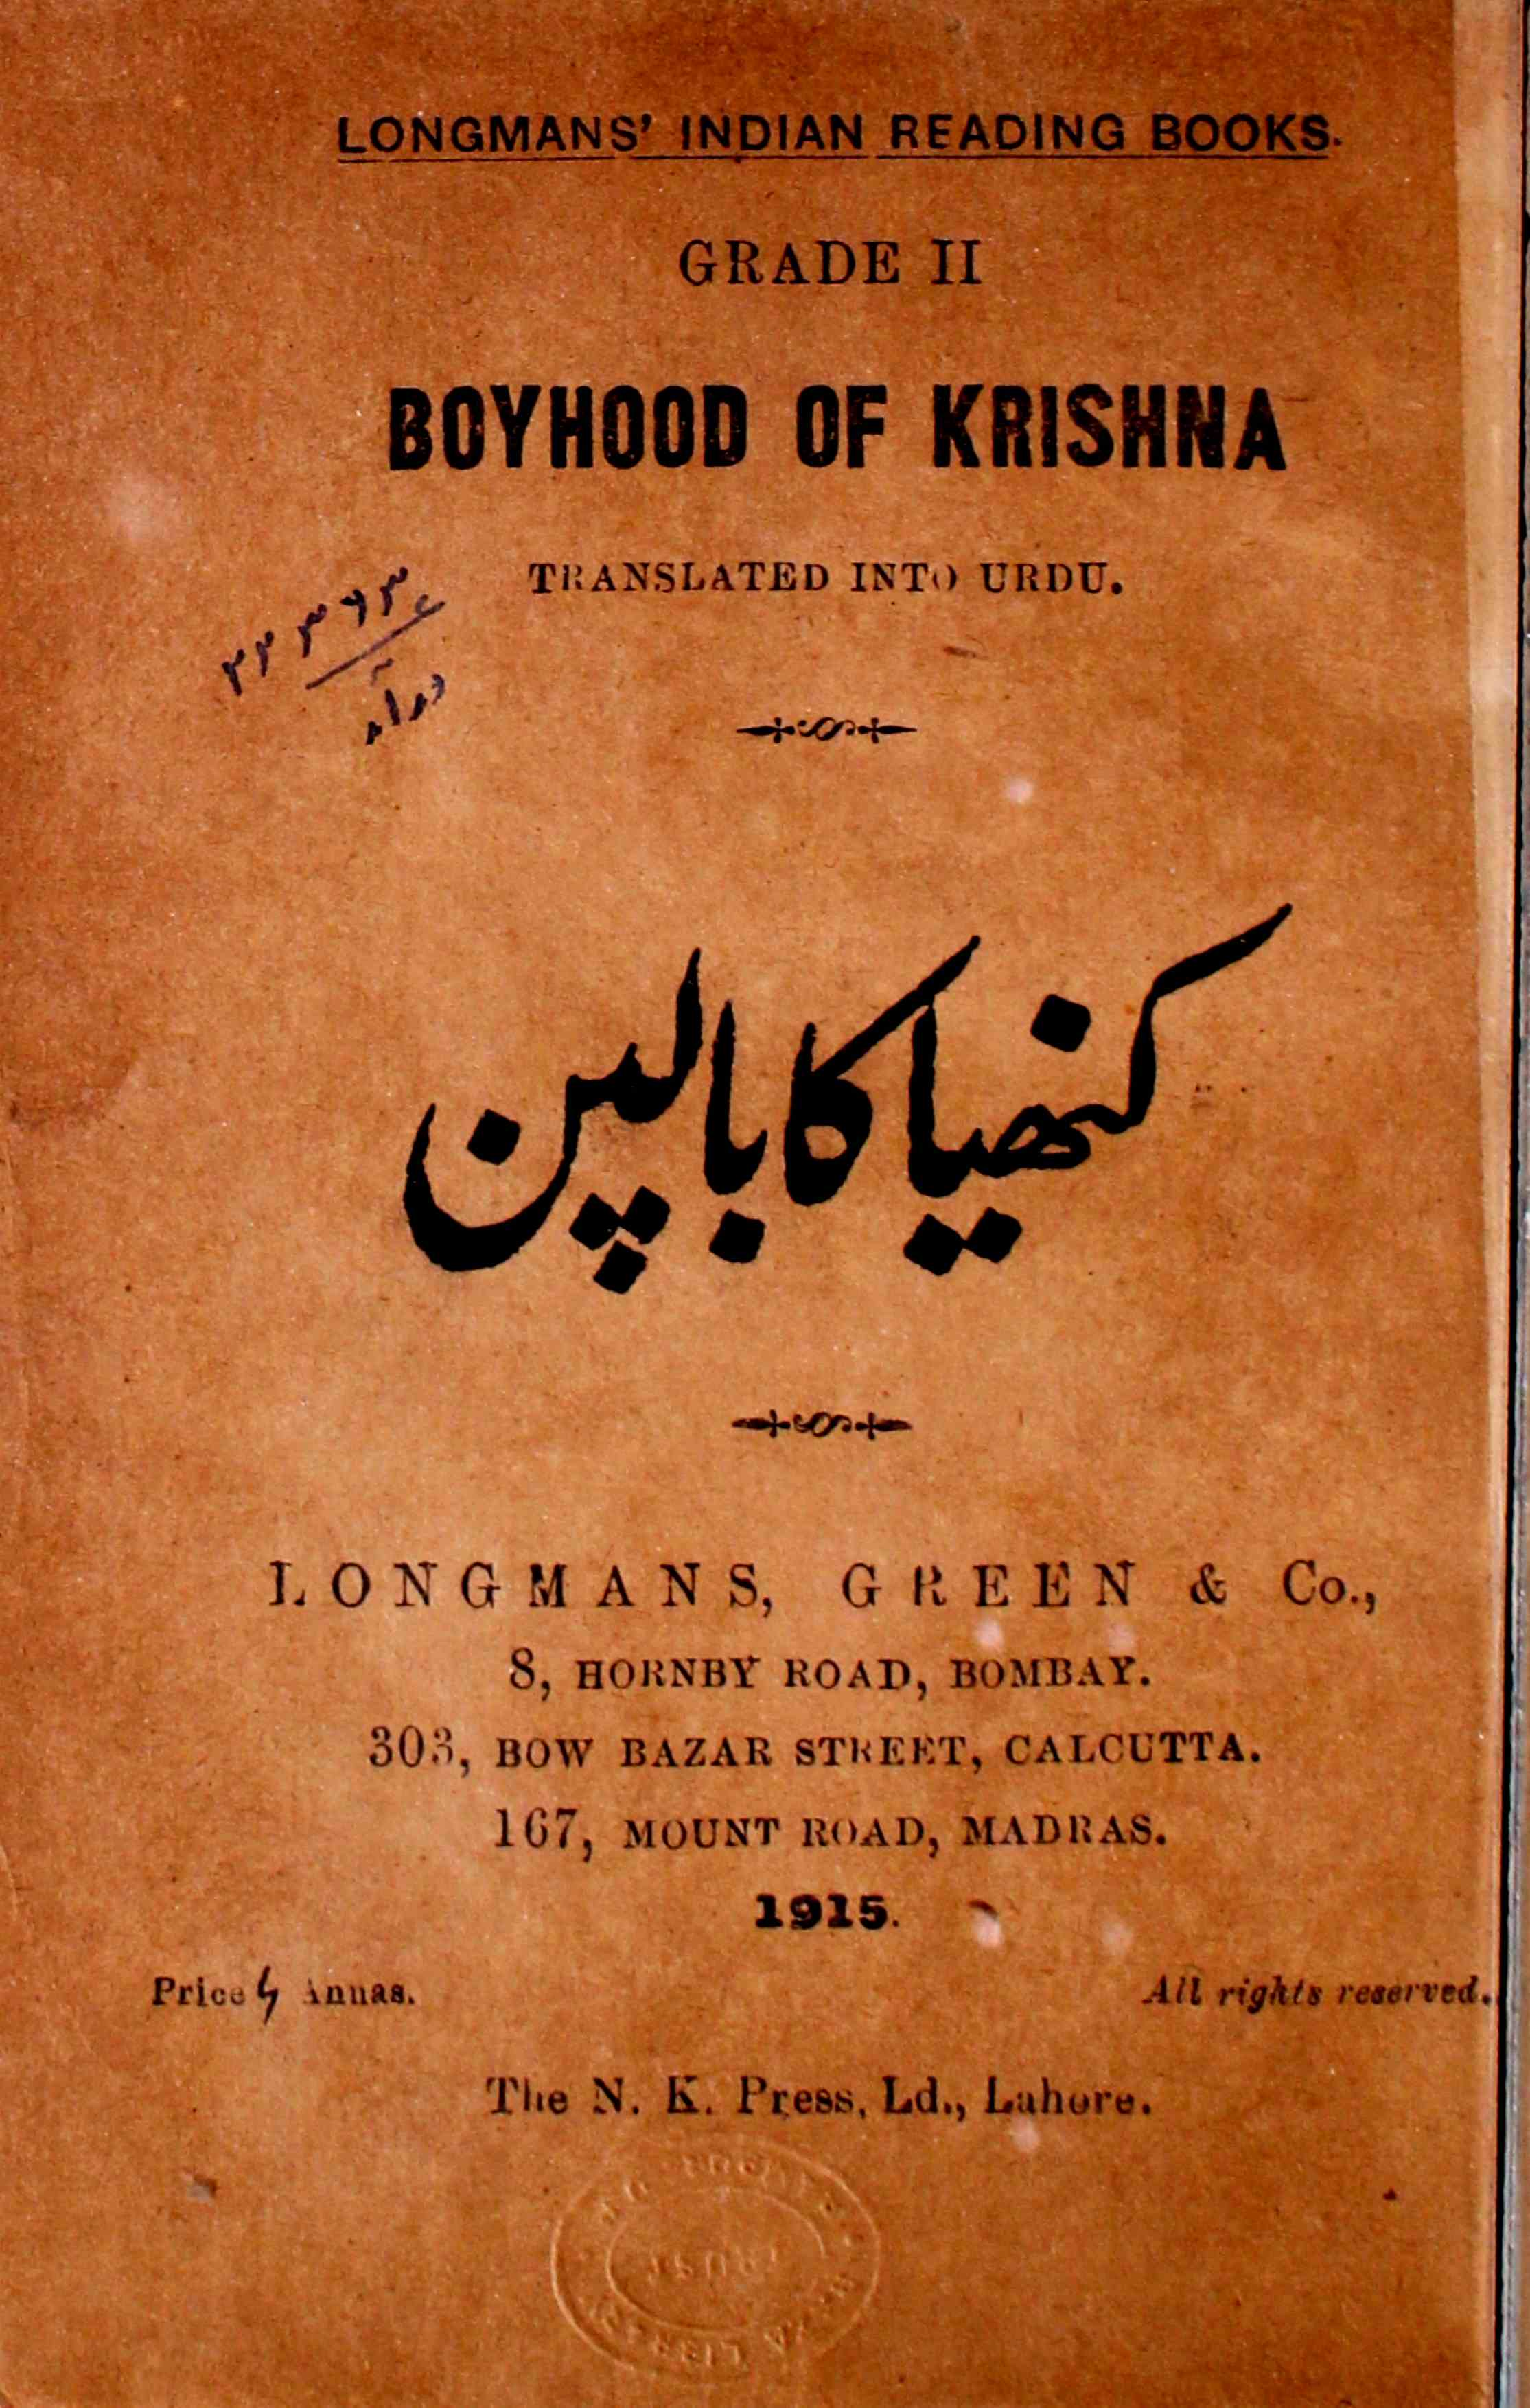 LONGMANS' INDIAN READING BOOKS.
GRADE II
BOYHOOD OF KRISHNA
TRANSLATED INTO URDU.
کنھیا کا بالپن
LONGMANS, GREEN & Co.,
8, HORNBY ROAD, BOMBAY.
303, BOW BAZAR STREET, CALCUTTA.
167, MOUNT ROAD, MADRAS.
1915.
Price Annas.
All rights reserved.
The N. K. Press, Ld., Lahore.